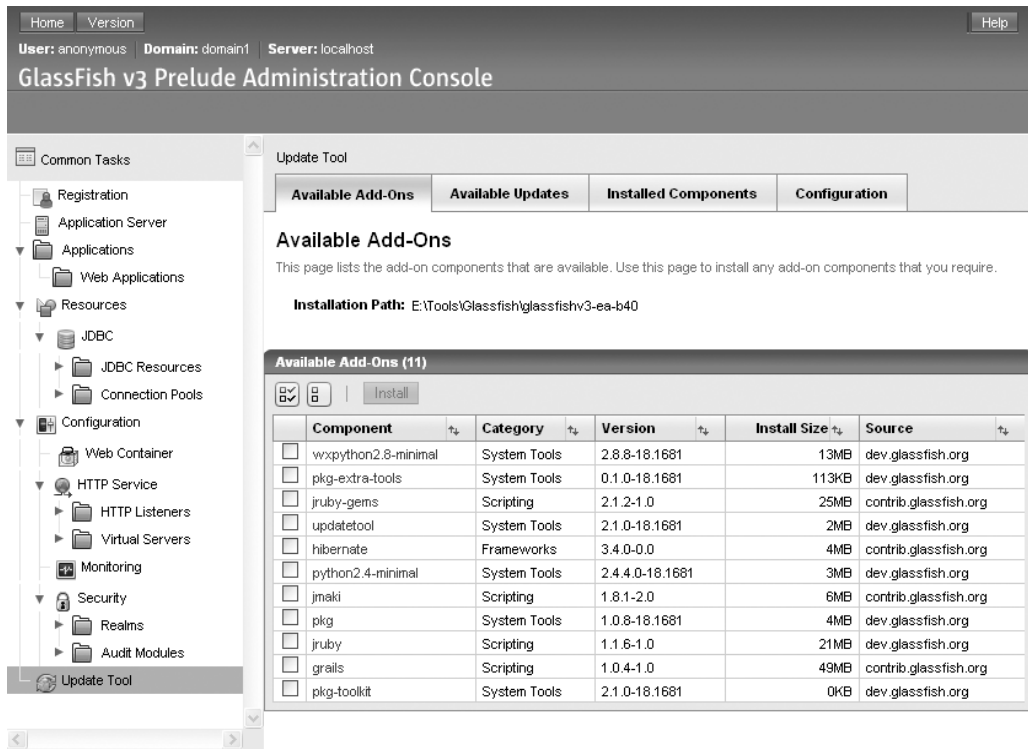 Home Version Help
User: anonymous Domain: domain1 Server: localhost
GlassFish v3 Prelude Administration Console
Common Tasks
Registration
Application Server
Applications
Web Applications
Resources
JDBC
JDBC Resources
Connection Pools
Configuration
Web Container
HTTP Service
HTTP Listeners
Virtual Servers
Monitoring
Security
Realms
Audit Modules
Update Tool
Update Tool
Available Add-Ons Available Updates Installed Components Configuration
Available Add-Ons
This page lists the add-on components that are available. Use this page to install any add-on components that you require.
Installation Path: E:\Tools\Glassfish\glassfishv3-ea-b40
Available Add-Ons (11)
Install
Component Category Version Install Size Source
wxpython2.8-minimal System Tools 2.8.8-18.1681 13MB dev.glassfish.org
pkg-extra-tools System Tools 0.1.0-18.1681 113KB dev.glassfish.org
jruby-gems Scripting 2.1.2-1.0 25MB contrib.glassfish.org
updatetool System Tools 2.1.0-18.1681 2MB dev.glassfish.org
hibernate Frameworks 3.4.0-0.0 4MB contrib.glassfish.org
python2.4-minimal System Tools 2.4.4.0-18.1681 3MB dev.glassfish.org
jmaki Scripting 1.8.1-2.0 6MB contrib.glassfish.org
pkg System Tools 1.0.8-18.1681 4MB dev.glassfish.org
jruby Scripting 1.1.6-1.0 21MB dev.glassfish.org
grails Scripting 1.0.4-1.0 49MB contrib.glassfish.org
pkg-toolkit System Tools 2.1.0-18.1681 0KB dev.glassfish.org